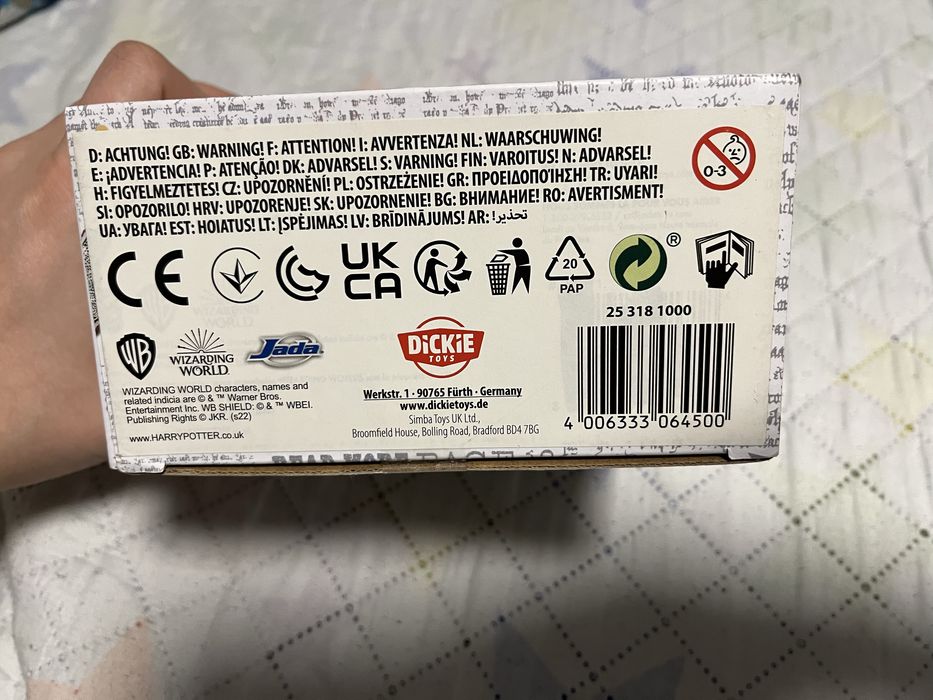 D: ACHTUNG! GB: WARNING! F: ATTENTION! I: AVVERTENZA! NL: WAARSCHUWING!
E: ¡ADVERTENCIA! P: ATENÇÃO! DK: ADVARSEL! S: VARNING! FIN: VAROITUS! N: ADVARSEL!
H: FIGYELMEZTETES! CZ: UPOZORNĚNÍ! PL: OSTRZEŻENIE! GR: ΠΡΟΕΙΔΟΠΟΊΗΣΗ! TR: UYARI!
SI: OPOZORILO! HRV: UPOZORENJE! SK: UPOZORNENIE! BG: ВНИМАНИЕ! RO: AVERTISMENT!
UA: УВАГА! EST: HOIATUS! LT: ĮSPĖJIMAS! LV: BRĪDINĀJUMS! AR: تحذير!
0-3
CE
UK
CA
20
PAP
®
25 318 1000
WB
WIZARDING
WORLD
Jada
DiCKiE
TOYS
WIZARDING WORLD characters, names and
related indicia are © & ™ Warner Bros.
Entertainment Inc. WB SHIELD: © & ™ WBEI.
Publishing Rights © JKR. (s22)
www.HARRYPOTTER.co.uk
Werkstr. 1 · 90765 Fürth · Germany
www.dickietoys.de
Simba Toys UK Ltd.,
Broomfield House, Bolling Road, Bradford BD4 7BG
4 006333 064500